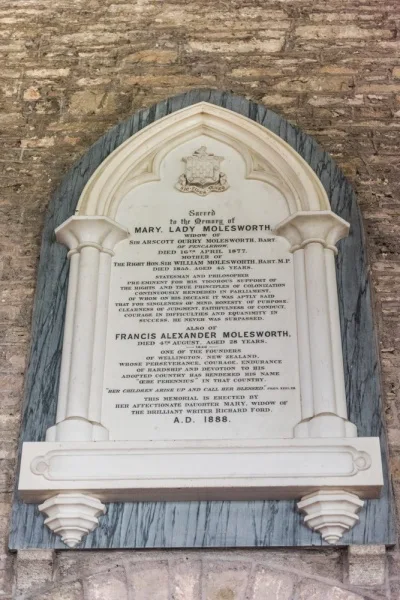 Sacred
to the Memory of
MARY, LADY MOLESWORTH,
WIDOW OF
SIR ARSCOTT OURRY MOLESWORTH, BART.
OF PENCARROW,
DIED 16TH APRIL 1877.
MOTHER OF
THE RIGHT HON. SIR WILLIAM MOLESWORTH, BART. M.P.
DIED 1855, AGED 45 YEARS.
STATESMAN AND PHILOSOPHER
PRE-EMINENT FOR HIS VIGOROUS SUPPORT OF
THE RIGHTS AND TRUE PRINCIPLES OF COLONIZATION
CONTINUOUSLY RENDERED IN PARLIAMENT,
OF WHOM ON HIS DECEASE IT WAS APTLY SAID
THAT FOR SINGLENESS OF MIND, HONESTY OF PURPOSE,
CLEARNESS OF JUDGMENT, FAITHFULNESS OF CONDUCT,
COURAGE IN DIFFICULTIES AND EQUANIMITY IN
SUCCESS, HE NEVER WAS SURPASSED.
ALSO OF
FRANCIS ALEXANDER MOLESWORTH,
DIED 4TH AUGUST, AGED 28 YEARS.
1846
ONE OF THE FOUNDERS
OF WELLINGTON, NEW ZEALAND,
WHOSE PERSEVERANCE, COURAGE, ENDURANCE
OF HARDSHIP AND DEVOTION TO HIS
ADOPTED COUNTRY HAS RENDERED HIS NAME
"ÆERE PERENNIUS" IN THAT COUNTRY.
"HER CHILDREN ARISE UP AND CALL HER BLESSED."
THIS MEMORIAL IS ERECTED BY
HER AFFECTIONATE DAUGHTER MARY, WIDOW OF
THE BRILLIANT WRITER RICHARD FORD.
A.D. 1888.